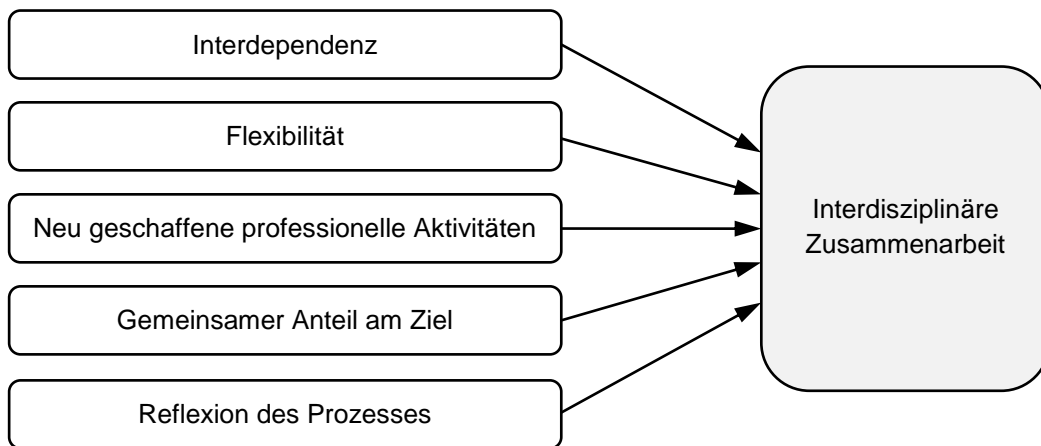 Interdependenz
Flexibilität
Neu geschaffene professionelle Aktivitäten
Gemeinsamer Anteil am Ziel
Reflexion des Prozesses
Interdisziplinäre
Zusammenarbeit